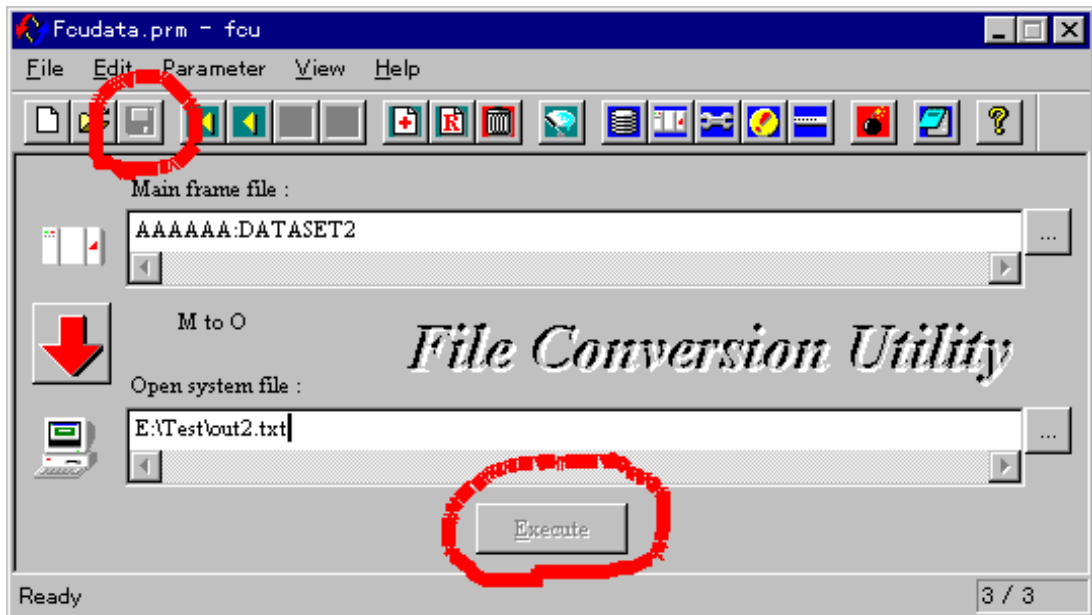 Fcudata.prm - fcu
File Edit Parameter View Help
R
Main frame file :
AAAAAA:DATASET2
...
M to O
File Conversion Utility
Open system file :
E:\Test\out2.txt
...
Execute
Ready
3 / 3